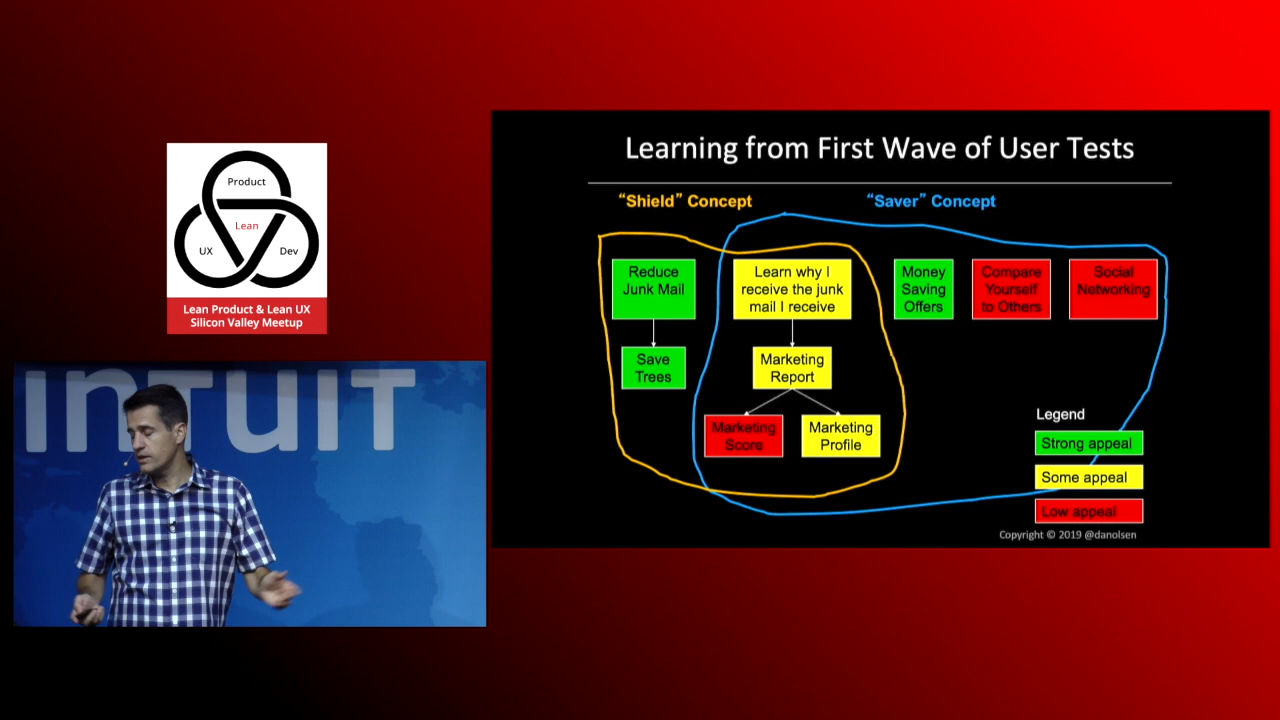 Product
Lean
UX
Dev
Lean Product & Lean UX
Silicon Valley Meetup
INTUIT
Learning from First Wave of User Tests
“Shield” Concept
“Saver” Concept
Reduce
Junk Mail
Learn why I
receive the junk
mail I receive
Money
Saving
Offers
Compare
Yourself
to Others
Social
Networking
Save
Trees
Marketing
Report
Marketing
Score
Marketing
Profile
Legend
Strong appeal
Some appeal
Low appeal
Copyright © 2019 @danolsen